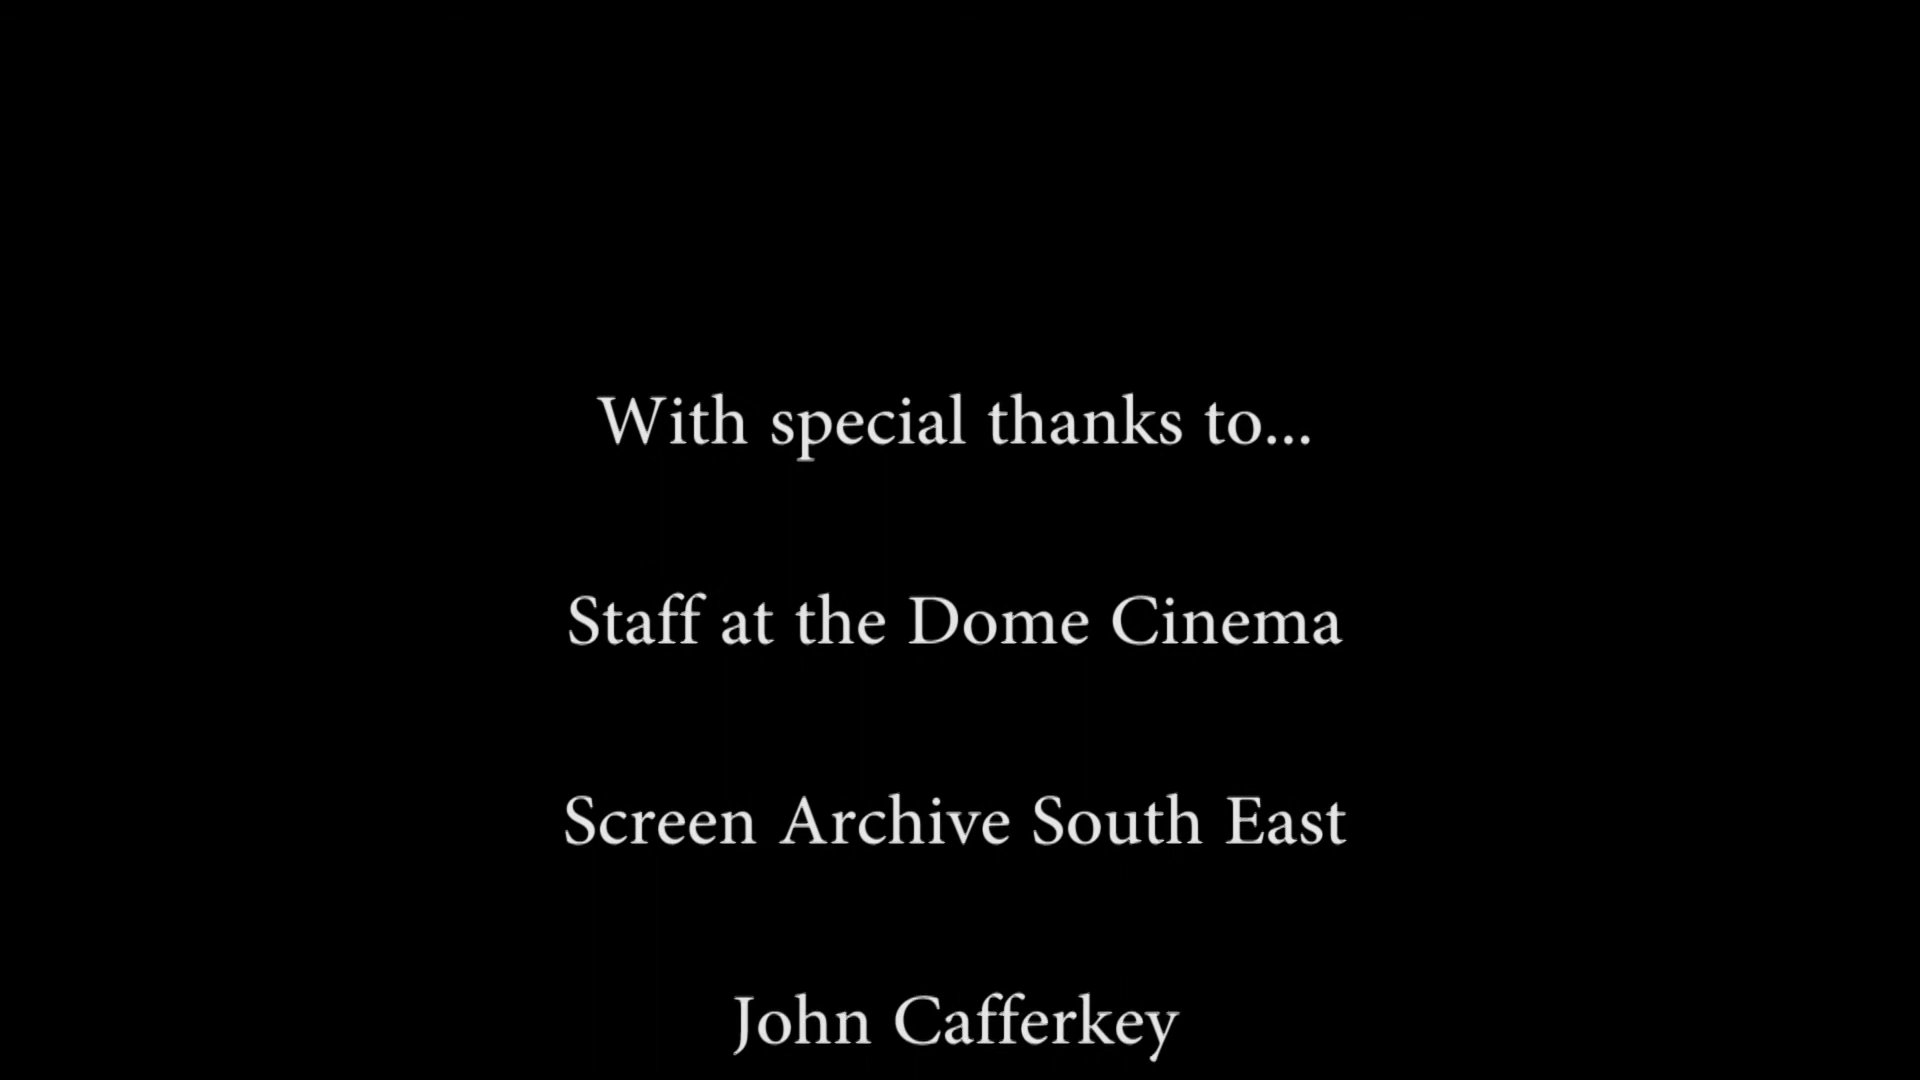 With special thanks to...
Staff at the Dome Cinema
Screen Archive South East
John Cafferkey